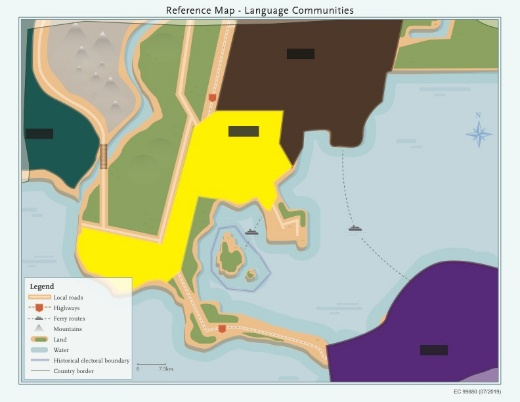 Reference Map - Language Communities
N
Legend
Local roads
Highways
Ferry routes
Mountains
Land
Water
Historical electoral boundary
Country border
0 7.5km
EC 99880 (07/2019)